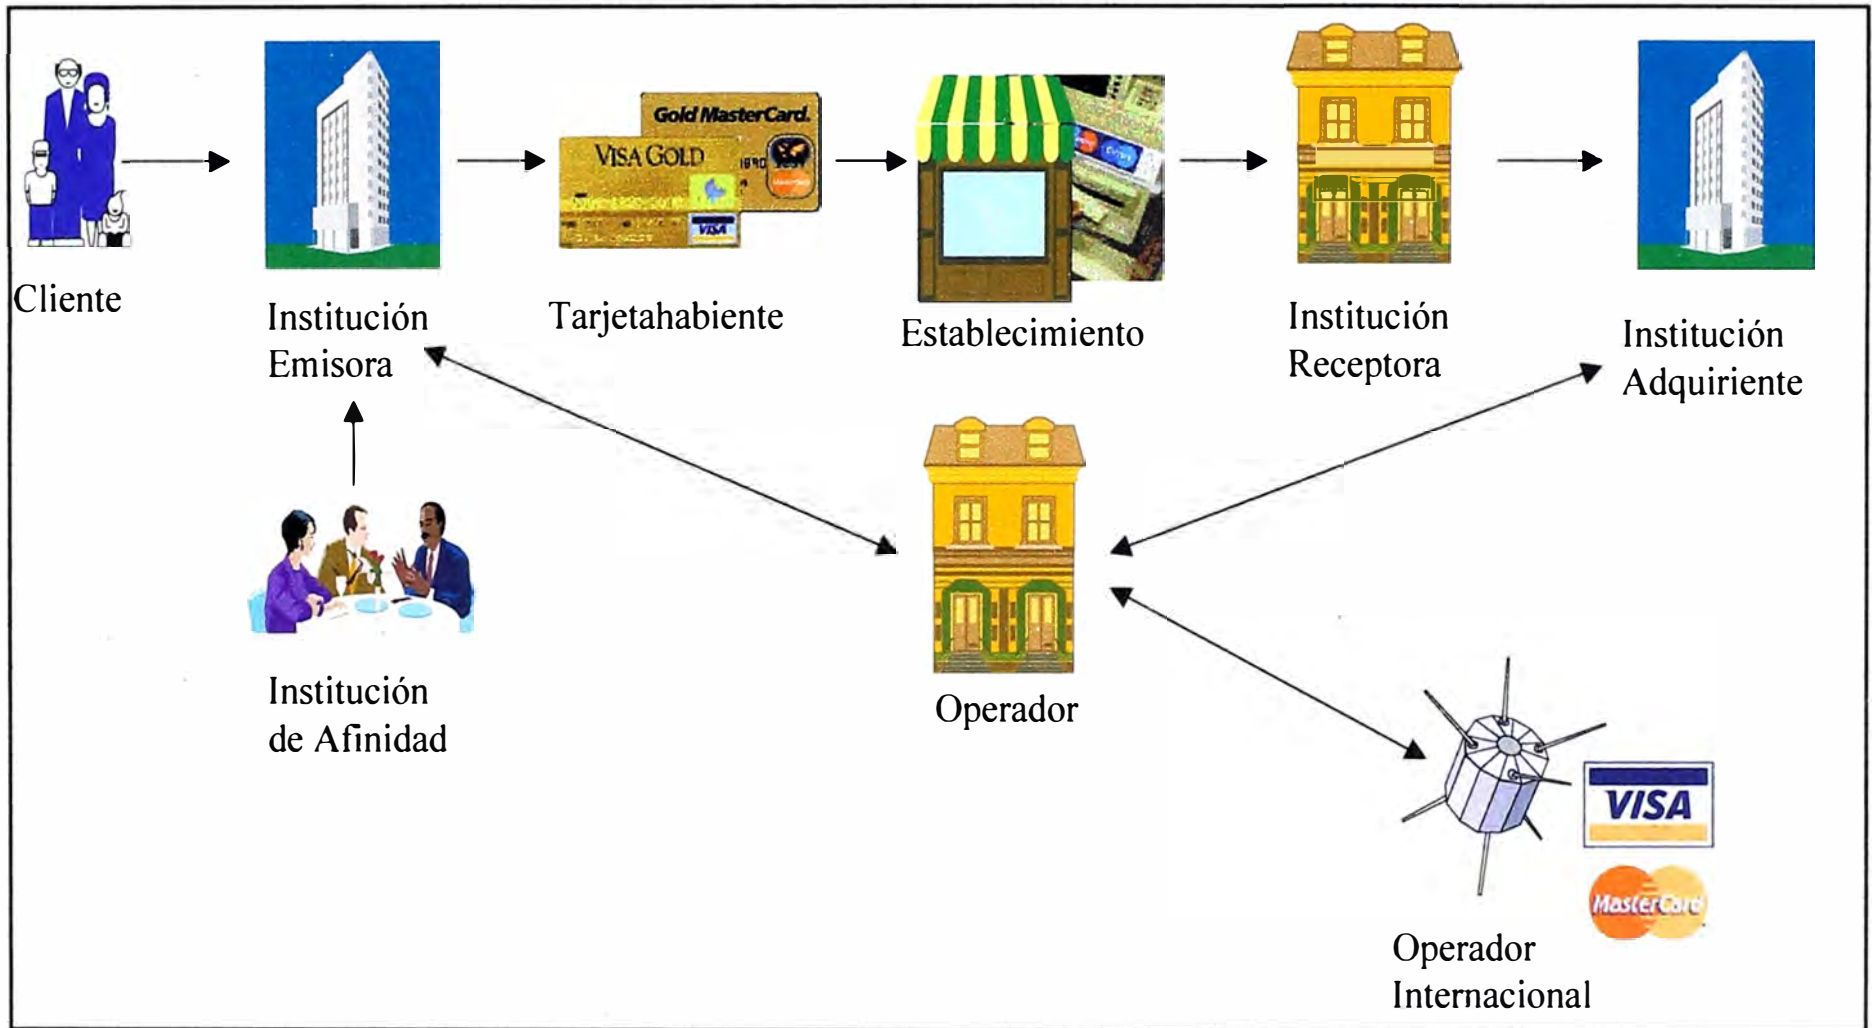 Gold MasterCard.
VISA GOLD
VISA
Cliente
Institución
Emisora
Tarjetahabiente
Establecimiento
Institución
Receptora
Institución
Adquiriente
Institución
de Afinidad
Operador
VISA
MasterCard
Operador
Internacional